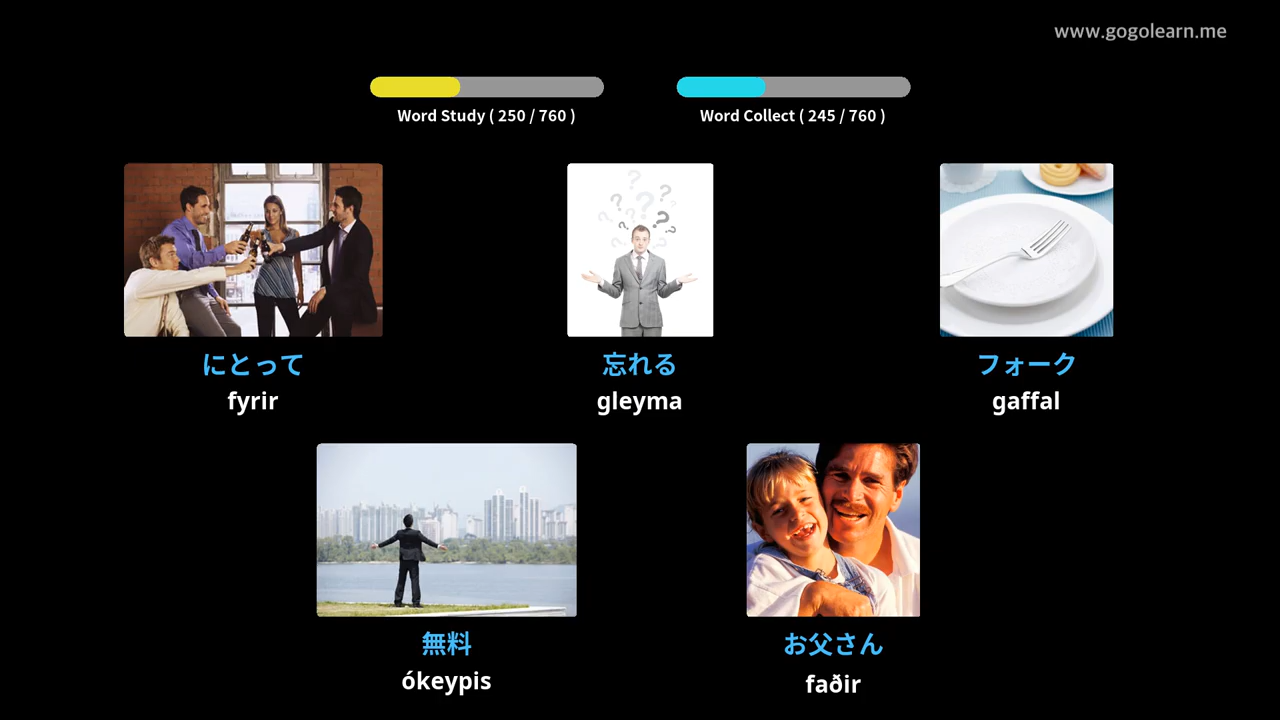 www.gogolearn.me
Word Study ( 250 / 760 )
Word Collect ( 245 / 760 )
にとって
fyrir
忘れる
gleyma
フォーク
gaffal
無料
ókeypis
お父さん
faðir